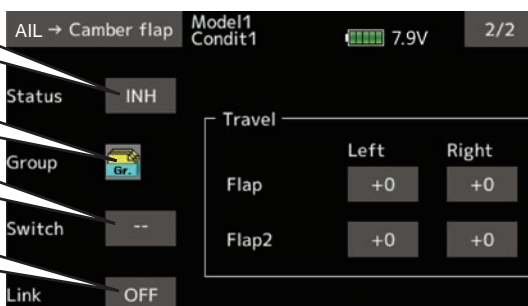 AIL → Camber flap Model1 Condit1 7.9V 2/2
Status INH
Travel
Left Right
Group Gr.
Flap +0 +0
Switch --
Flap2 +0 +0
Link OFF